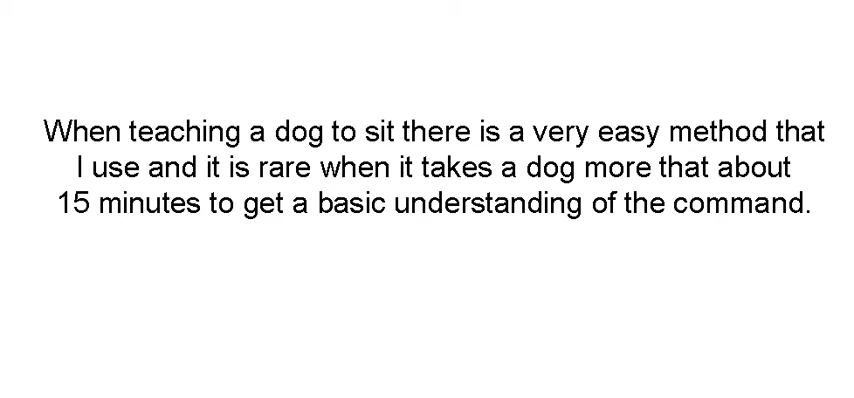 When teaching a dog to sit there is a very easy method that
I use and it is rare when it takes a dog more that about
15 minutes to get a basic understanding of the command.